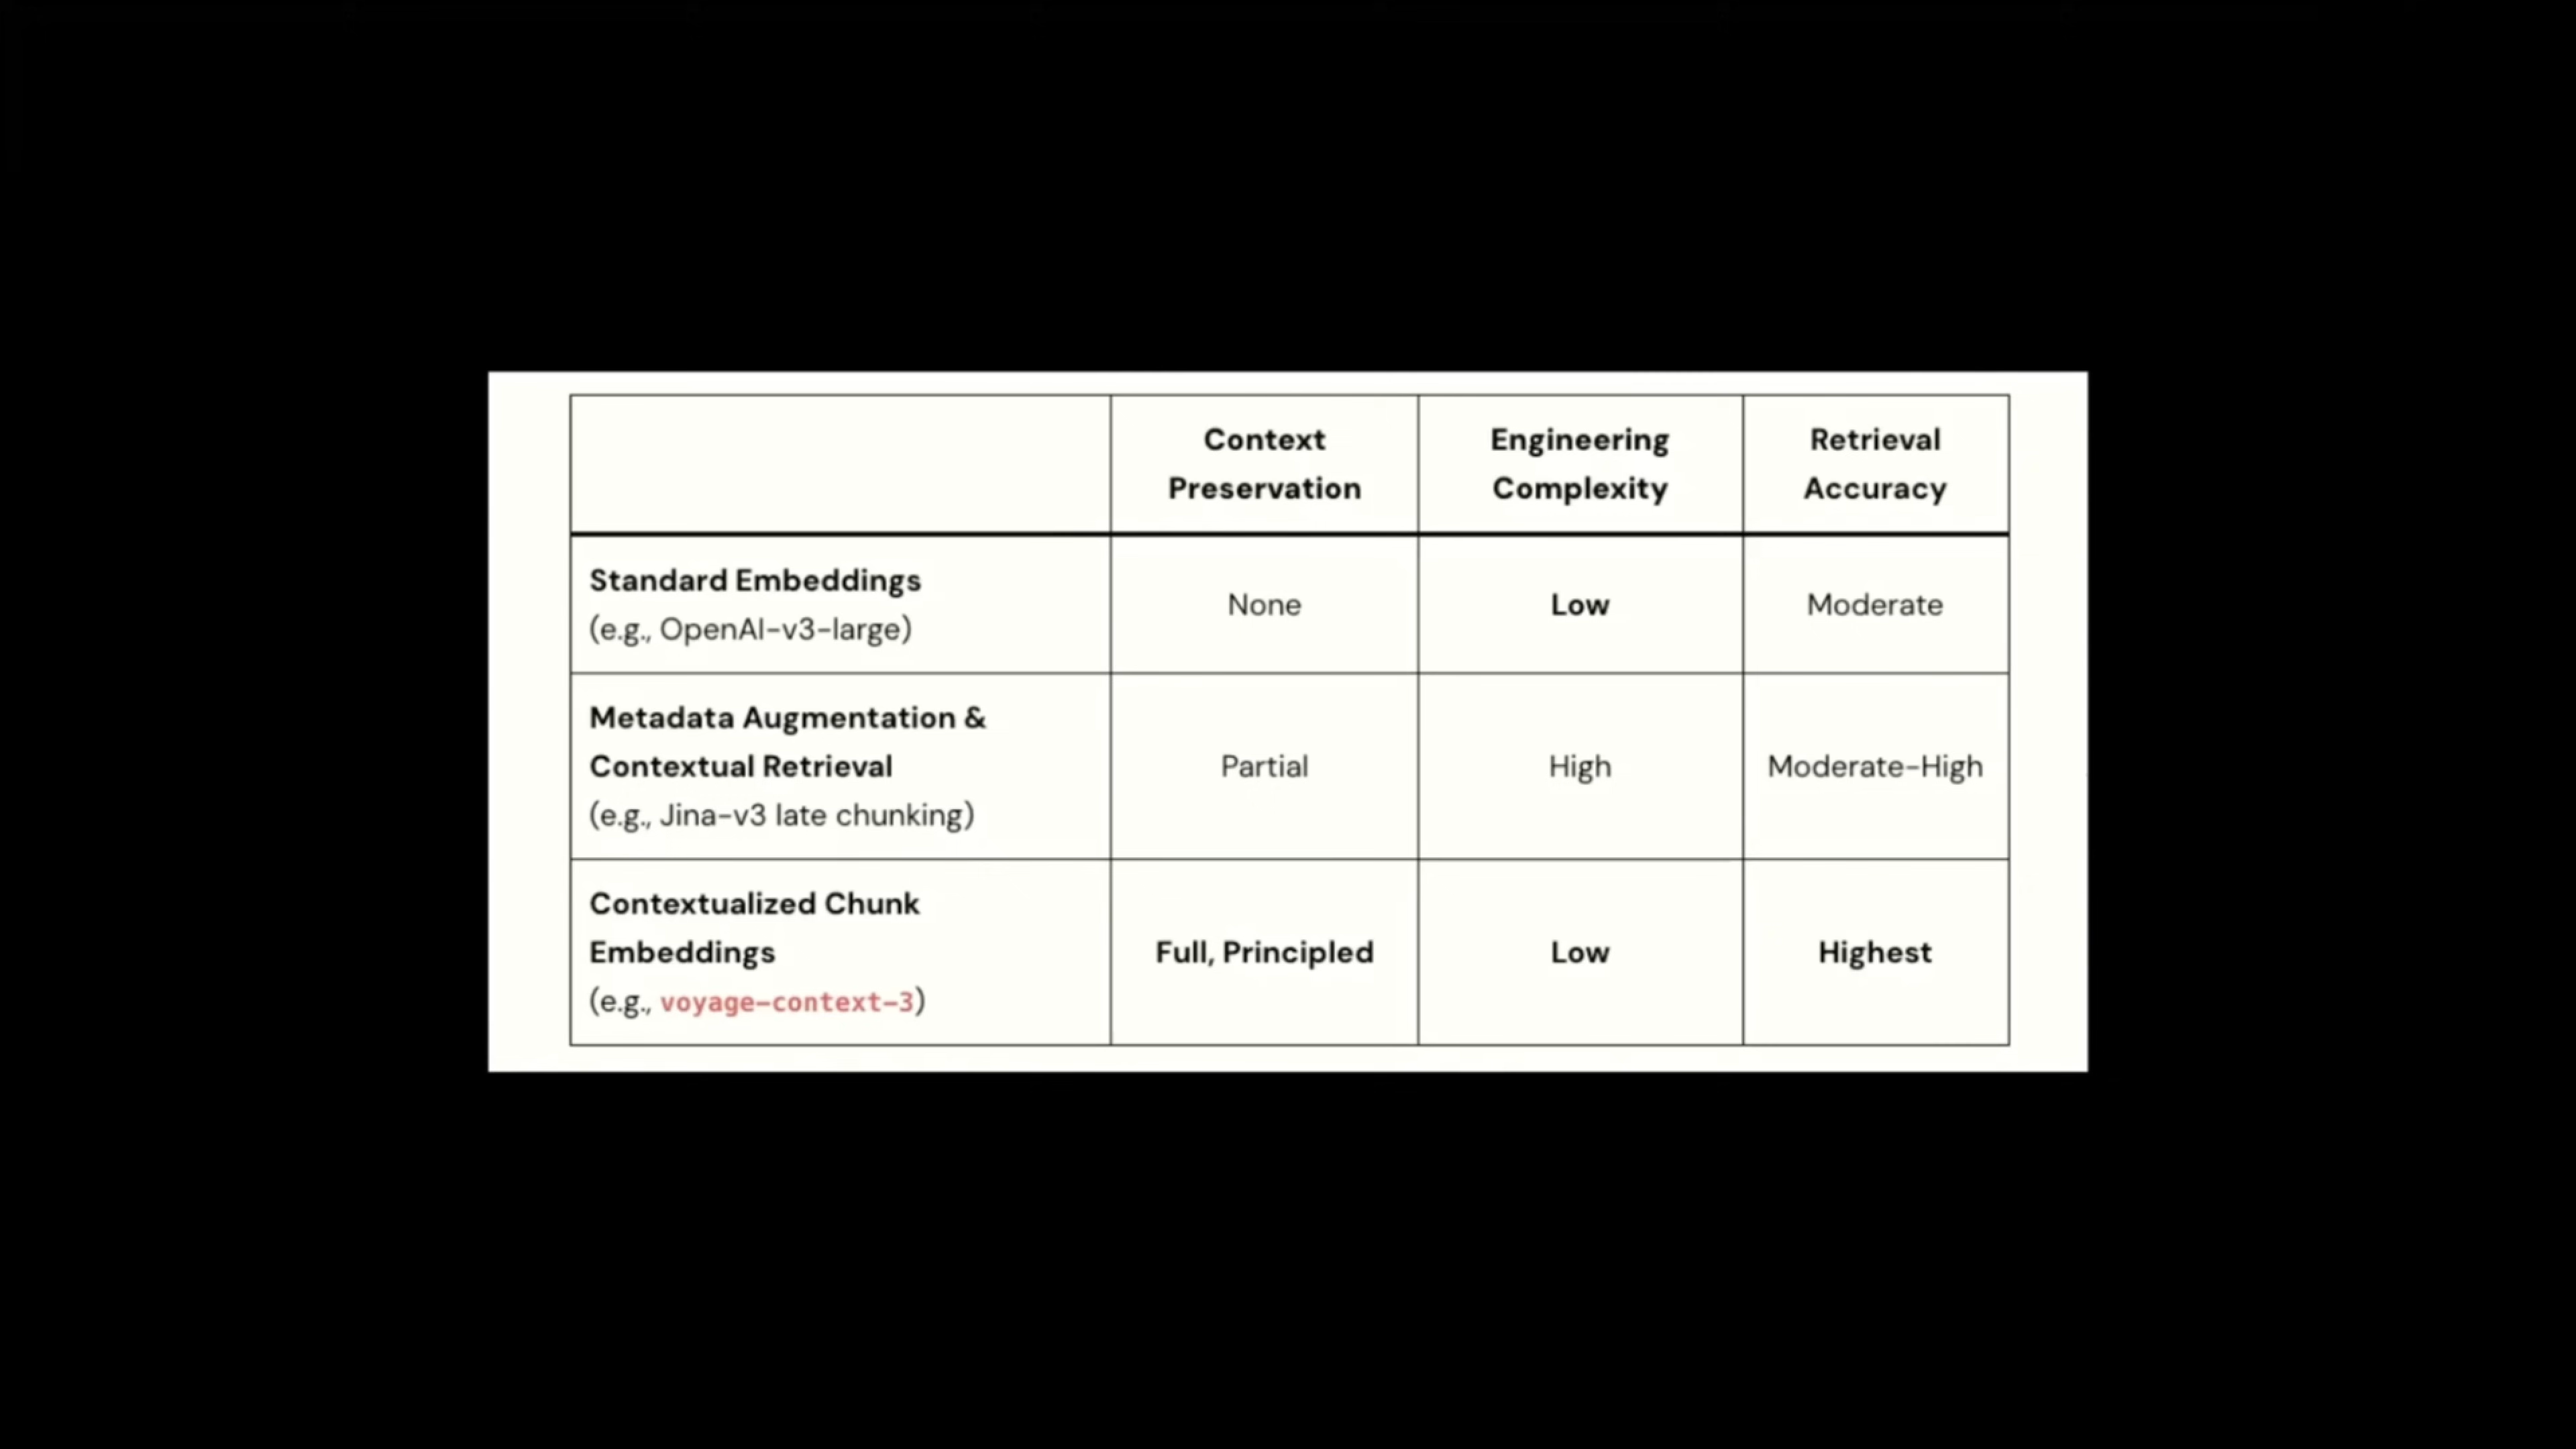 Context
Preservation
Engineering
Complexity
Retrieval
Accuracy
Standard Embeddings
(e.g., OpenAI-v3-large)
None
Low
Moderate
Metadata Augmentation &
Contextual Retrieval
(e.g., Jina-v3 late chunking)
Partial
High
Moderate-High
Contextualized Chunk
Embeddings
(e.g., voyage-context-3)
Full, Principled
Low
Highest